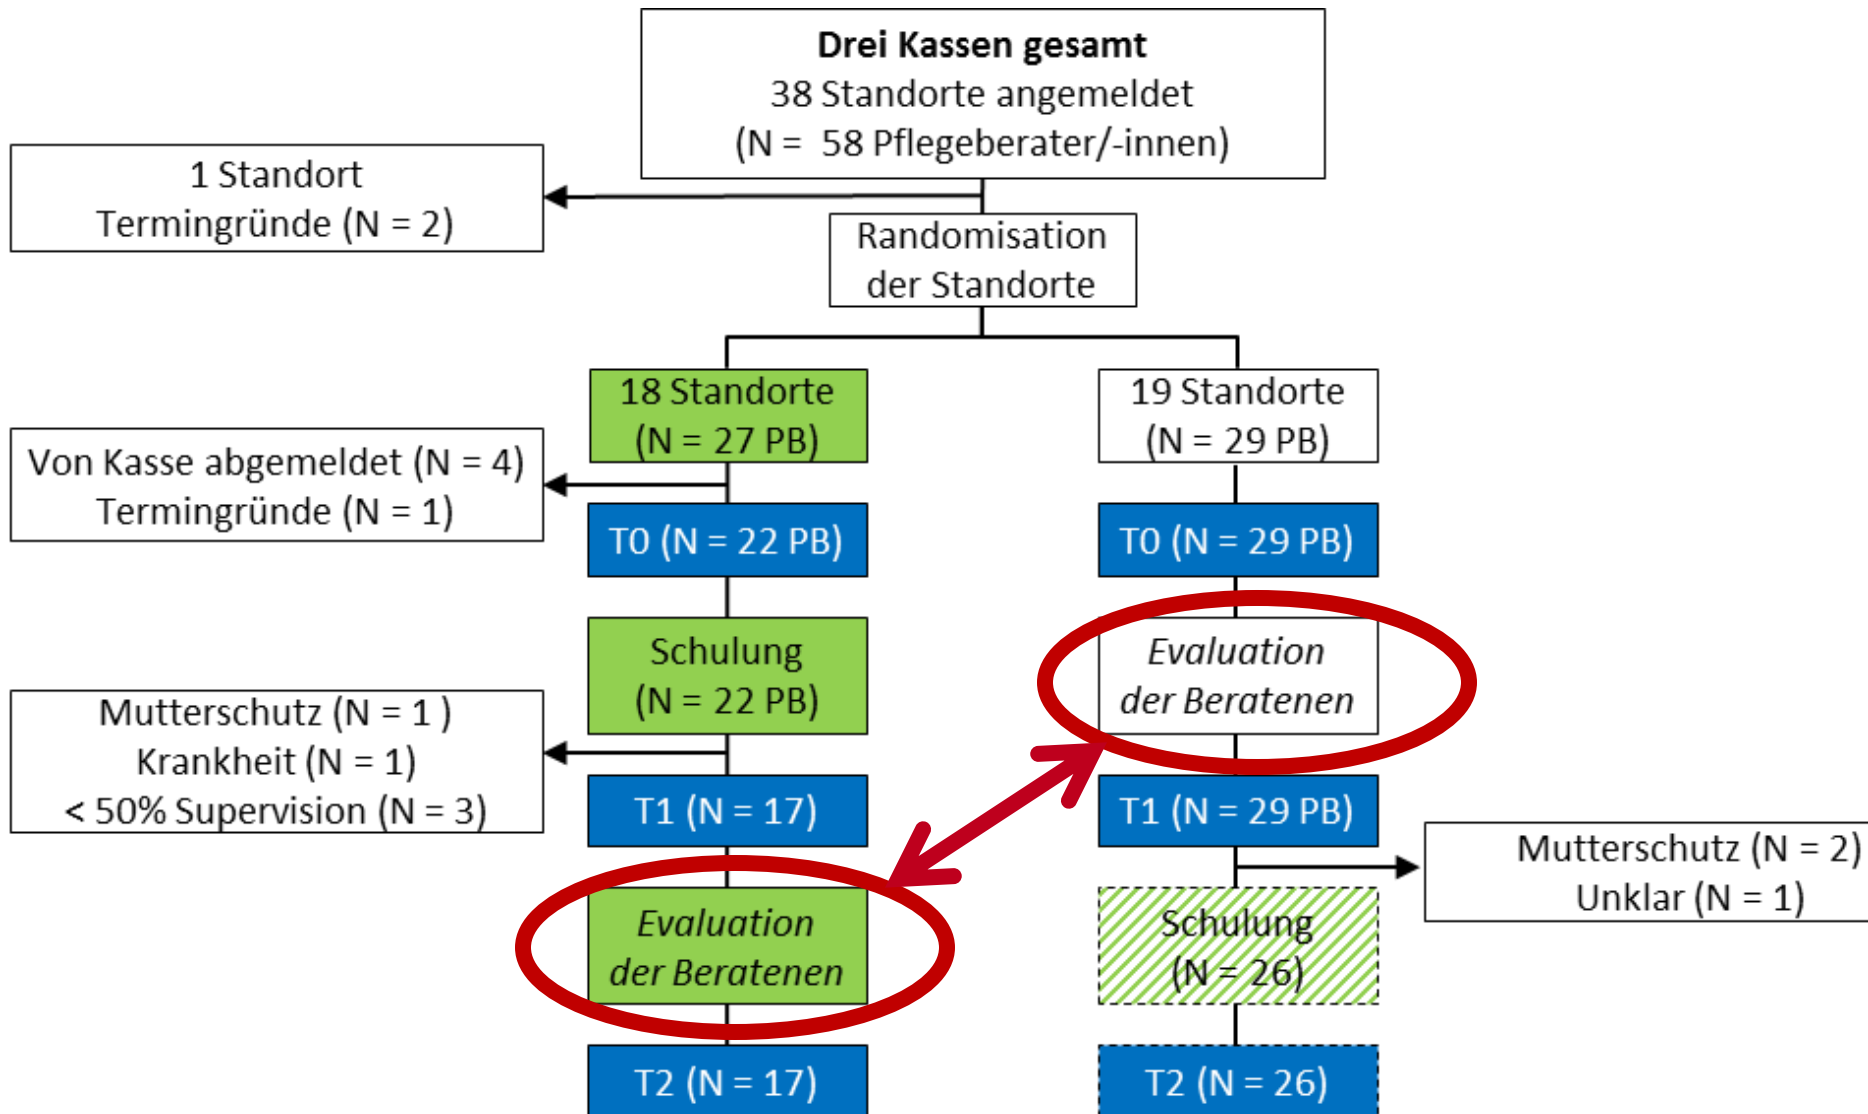 Drei Kassen gesamt
38 Standorte angemeldet
(N =  58 Pflegeberater/-innen)
1 Standort
Termingründe (N = 2)
Randomisation
der Standorte
18 Standorte
(N = 27 PB)
19 Standorte
(N = 29 PB)
Von Kasse abgemeldet (N = 4)
Termingründe (N = 1)
T0 (N = 22 PB)
T0 (N = 29 PB)
Schulung
(N = 22 PB)
Evaluation
der Beratenen
Mutterschutz (N = 1 )
Krankheit (N = 1)
< 50% Supervision (N = 3)
T1 (N = 17)
T1 (N = 29 PB)
Mutterschutz (N = 2)
Unklar (N = 1)
Evaluation
der Beratenen
Schulung
(N = 26)
T2 (N = 17)
T2 (N = 26)